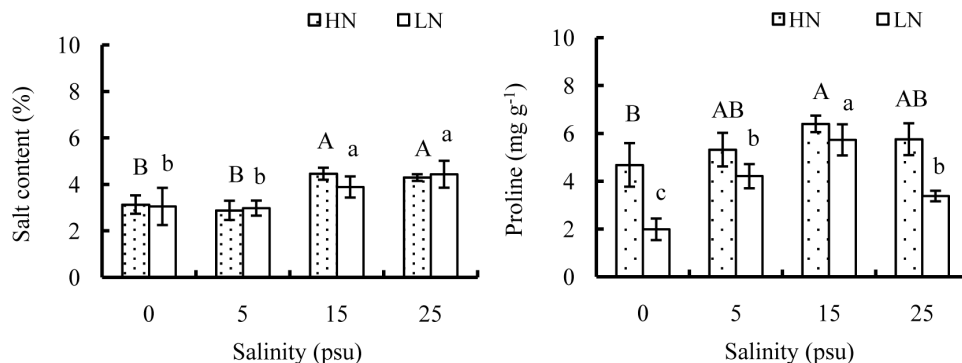 HN LN
10
8
6
4
2
0
Salt content (%)
B b B b A a A a
0 5 15 25
Salinity (psu)
HN LN
10
8
6
4
2
0
Proline (mg g⁻¹)
B c AB b A a AB b
0 5 15 25
Salinity (psu)